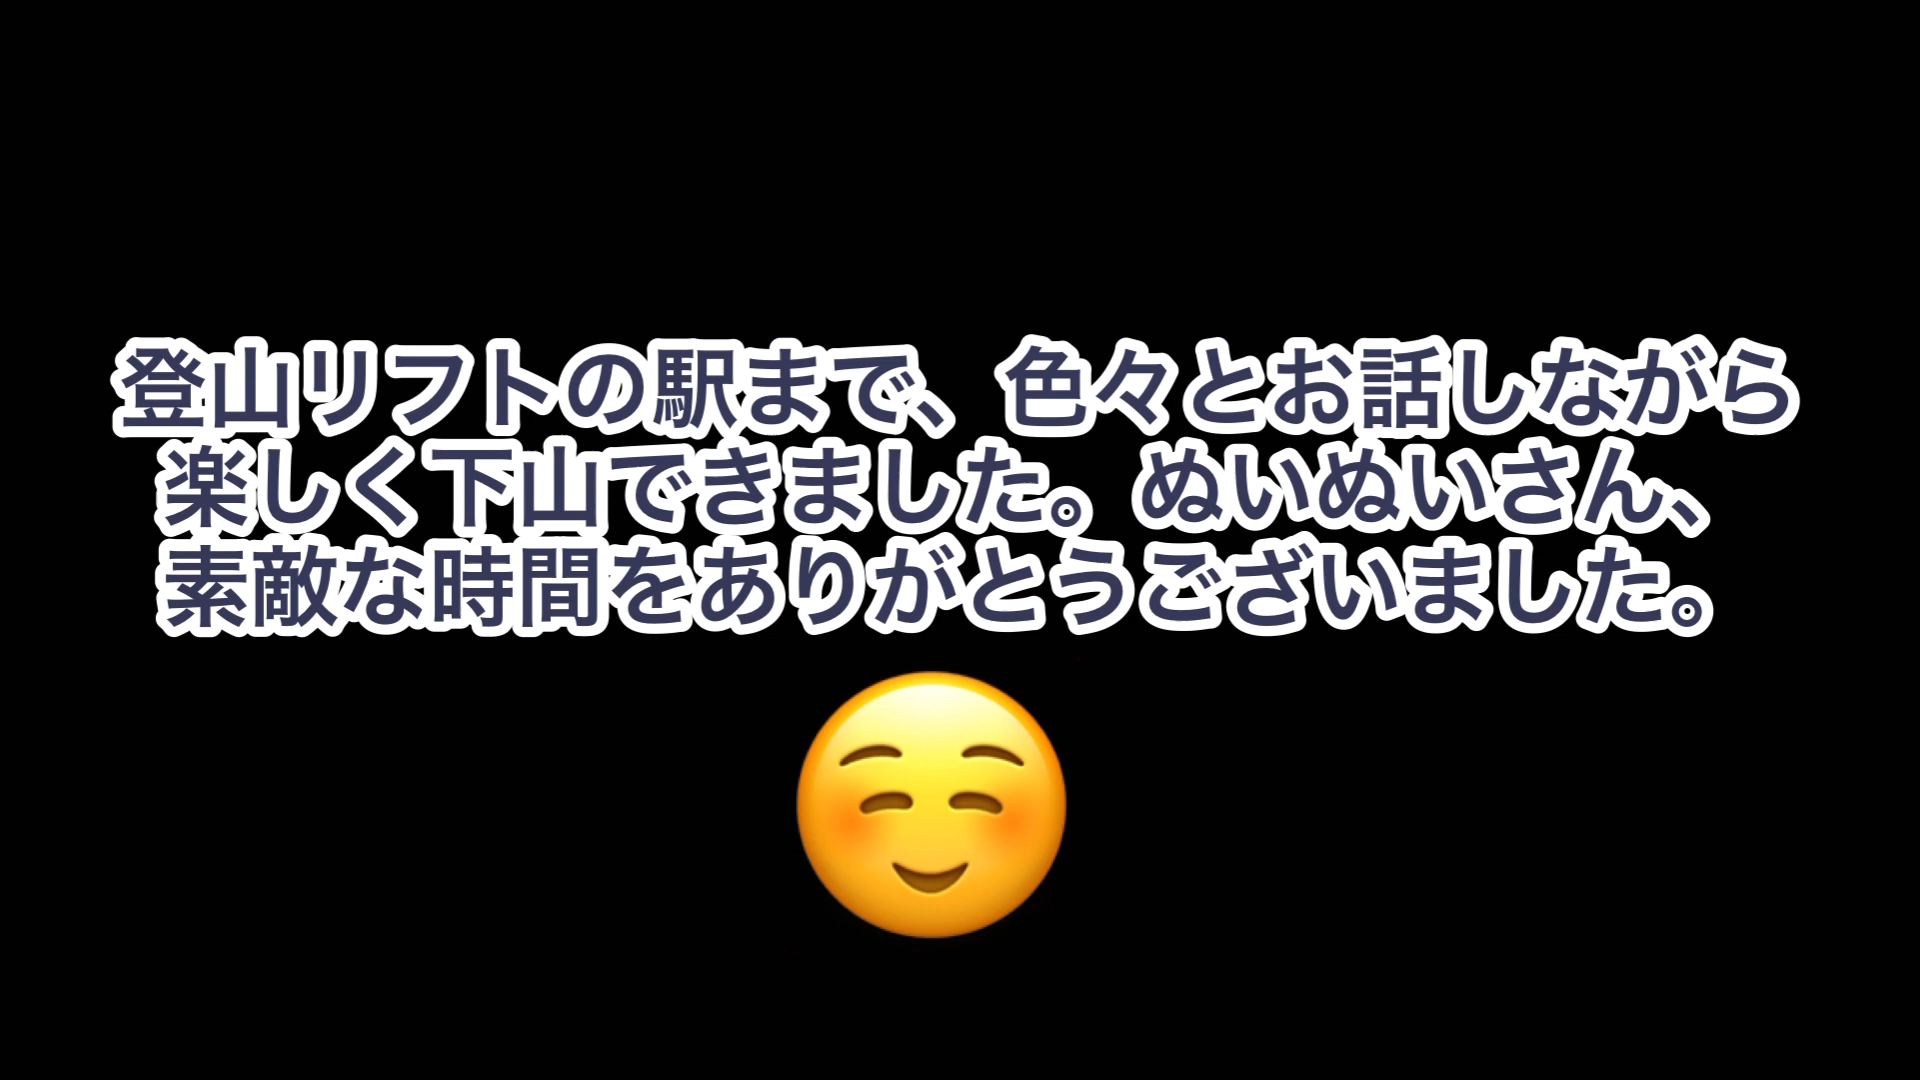 登山リフトの駅まで、色々とお話しながら
楽しく下山できました。ぬいぬいさん、
素敵な時間をありがとうございました。